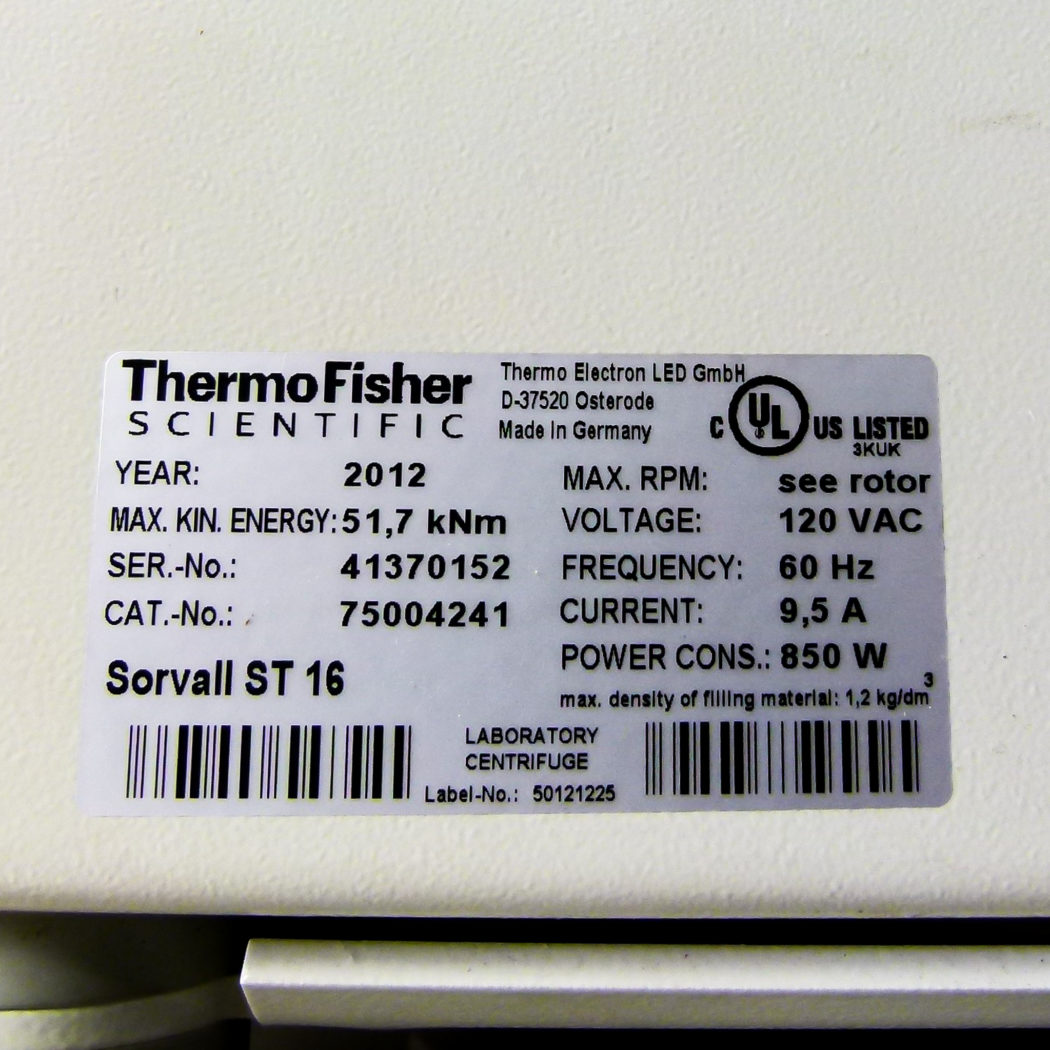 ThermoFisher
SCIENTIFIC
Thermo Electron LED GmbH
D-37520 Osterode
Made In Germany
C UL US LISTED
3KUK
YEAR: 2012
MAX. KIN. ENERGY: 51,7 kNm
SER.-No.: 41370152
CAT.-No.: 75004241
Sorvall ST 16
MAX. RPM: see rotor
VOLTAGE: 120 VAC
FREQUENCY: 60 Hz
CURRENT: 9,5 A
POWER CONS.: 850 W
max. density of filling material: 1,2 kg/dm³
LABORATORY
CENTRIFUGE
Label-No.: 50121225